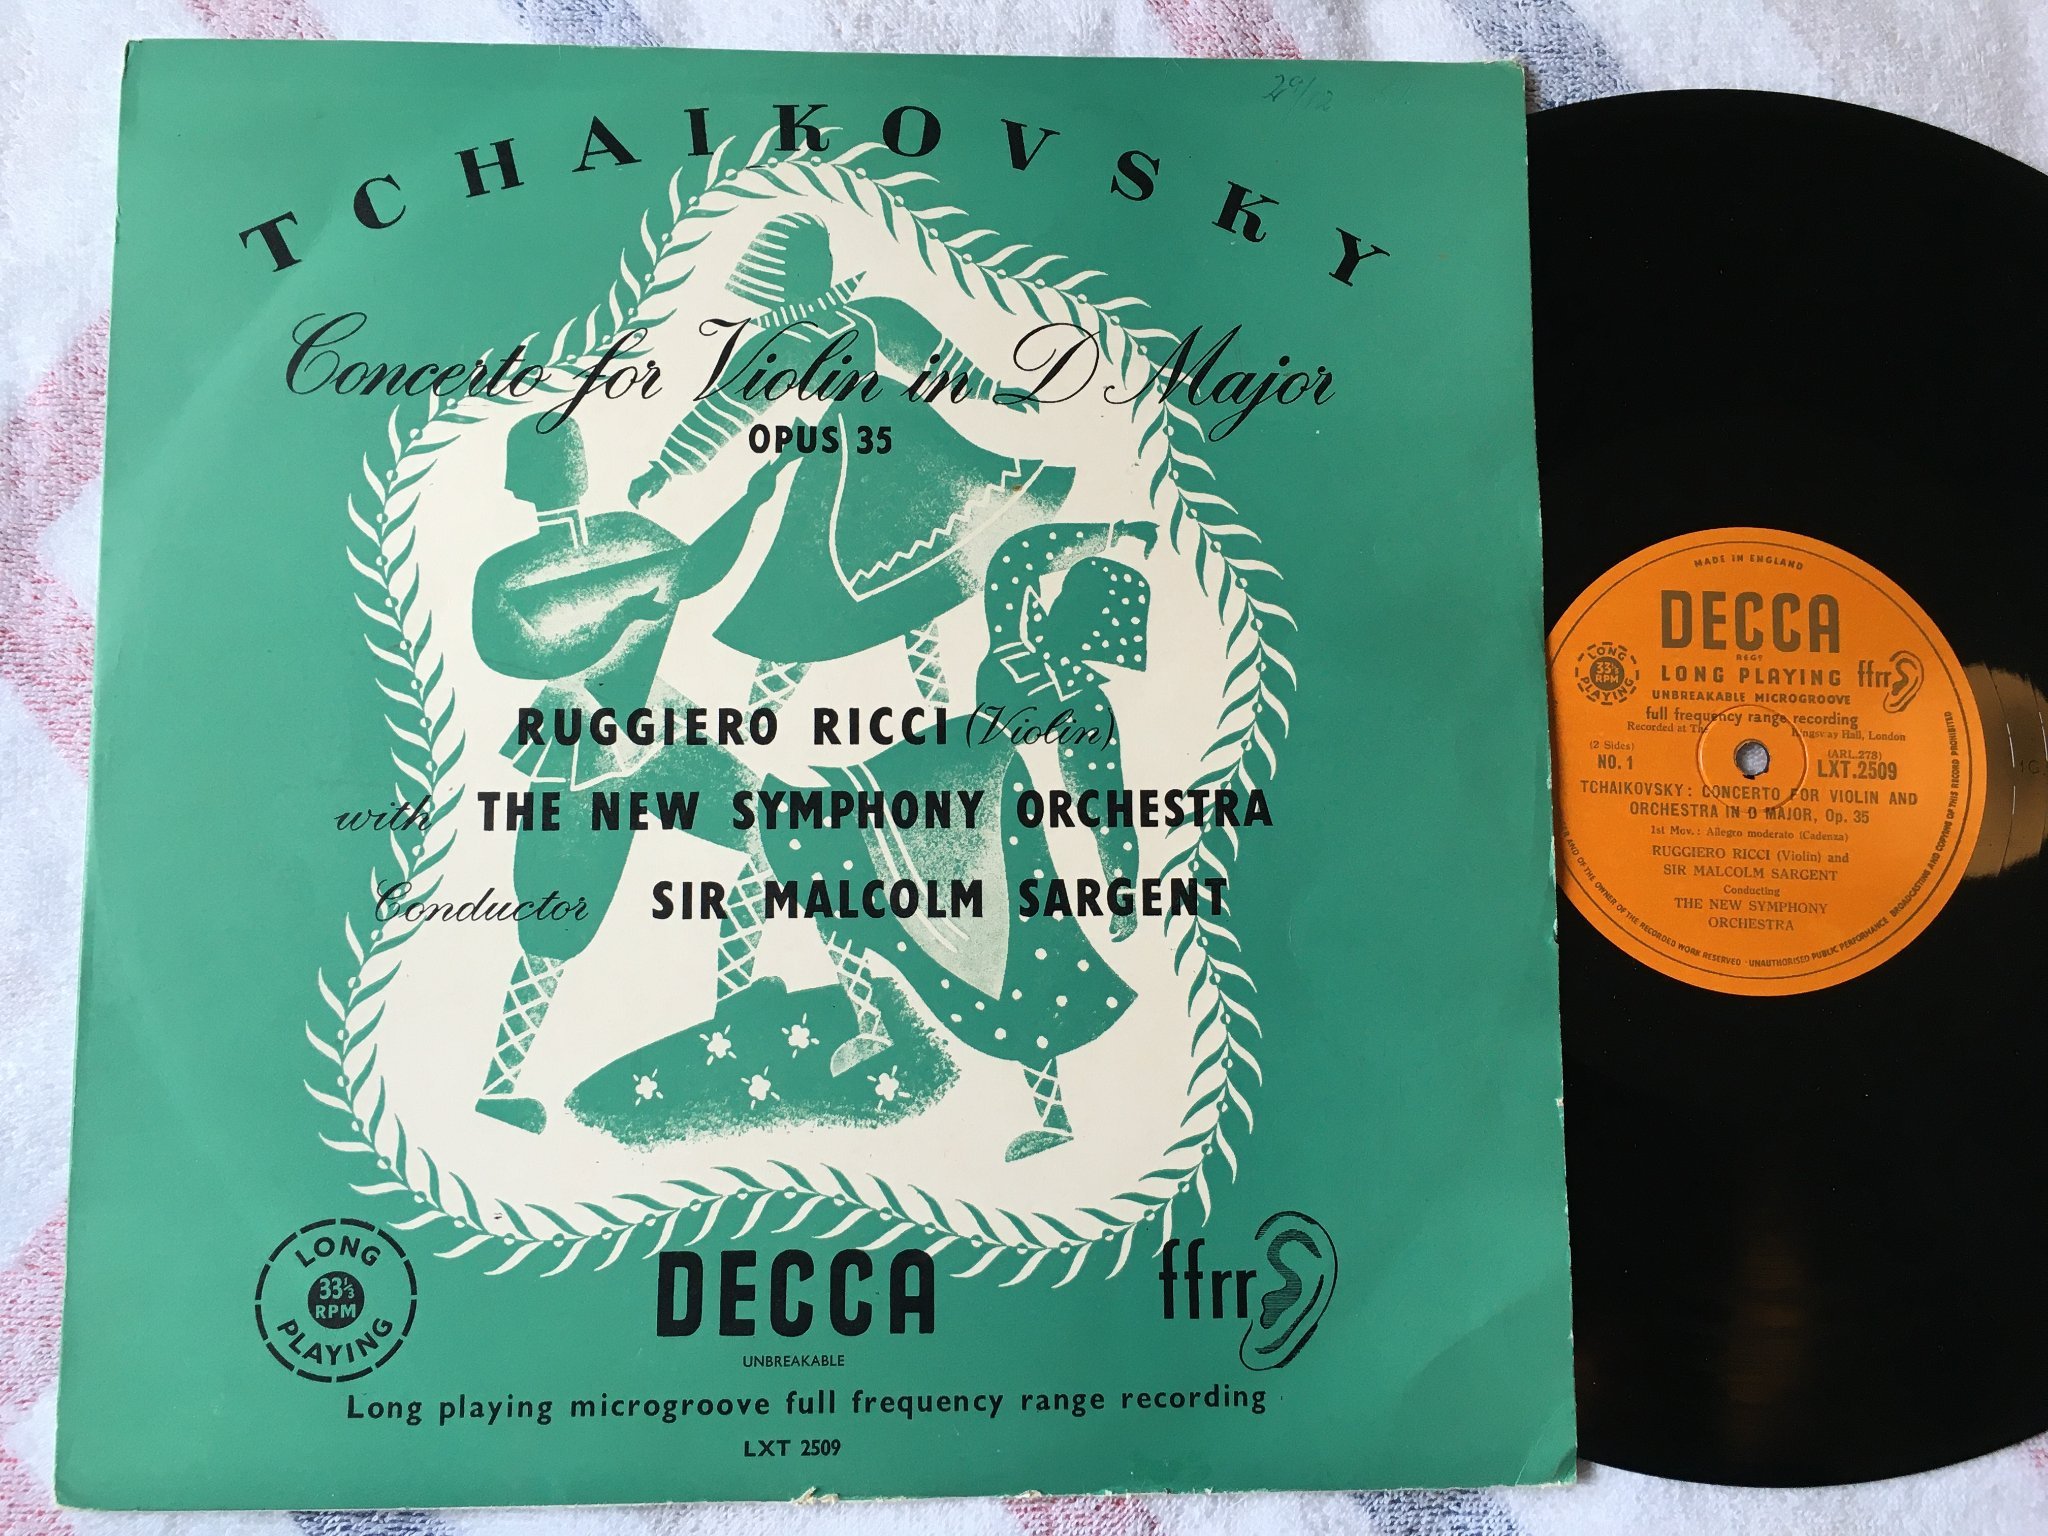 29/12
TCHAIKOVSKY
Concerto for Violin in D Major
OPUS 35
RUGGIERO RICCI (Violin)
with THE NEW SYMPHONY ORCHESTRA
Conductor SIR MALCOLM SARGENT
LONG
33⅓
RPM
PLAYING
DECCA
ffrr
UNBREAKABLE
Long playing microgroove full frequency range recording
LXT 2509
MADE IN ENGLAND
DECCA
REGD
LONG
33⅓
RPM
PLAYING
LONG PLAYING ffrr
UNBREAKABLE MICROGROOVE
full frequency range recording
Recorded at The Kingsway Hall, London
(2 Sides) (ARL.278)
NO. 1 LXT.2509
TCHAIKOVSKY: CONCERTO FOR VIOLIN AND
ORCHESTRA IN D MAJOR, Op. 35
1st Mov.: Allegro moderato (Cadenza)
RUGGIERO RICCI (Violin) and
SIR MALCOLM SARGENT
Conducting
THE NEW SYMPHONY
ORCHESTRA
AND OF THE OWNER OF THE RECORDED WORK RESERVED · UNAUTHORISED PUBLIC PERFORMANCE BROADCASTING AND COPYING OF THIS RECORD PROHIBITED